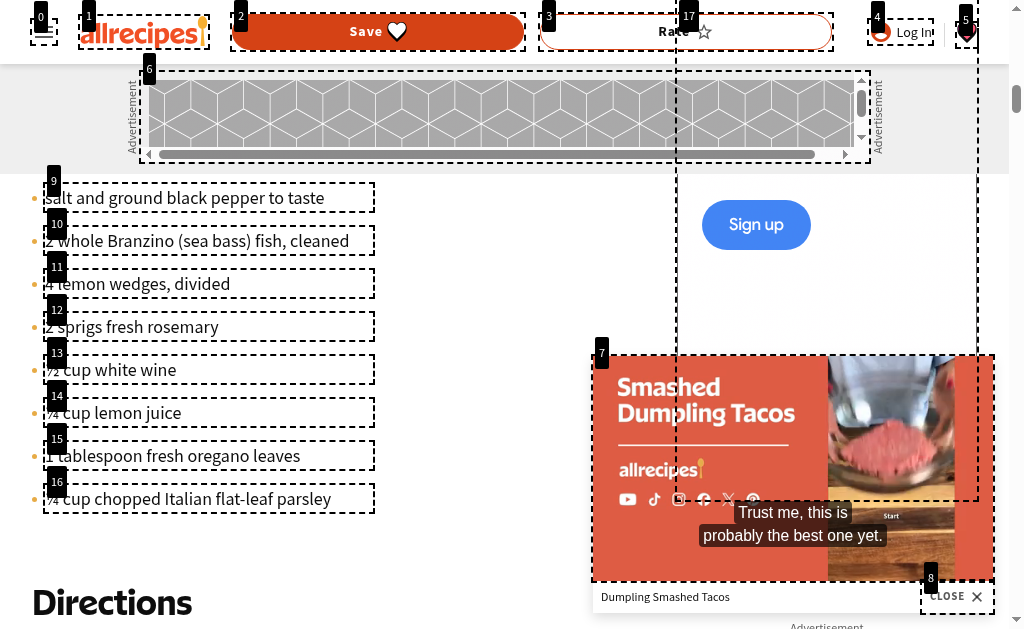 0
1
2
3
17
4
5
allrecipes
Save
Rate
Log In
6
Advertisement
Advertisement
9
salt and ground black pepper to taste
10
2 whole Branzino (sea bass) fish, cleaned
11
4 lemon wedges, divided
12
2 sprigs fresh rosemary
13
½ cup white wine
14
¼ cup lemon juice
15
1 tablespoon fresh oregano leaves
16
¼ cup chopped Italian flat-leaf parsley
Sign up
7
Smashed
Dumpling Tacos
allrecipes
Start
Trust me, this is
probably the best one yet.
8
Dumpling Smashed Tacos
CLOSE
Directions
Advertisement